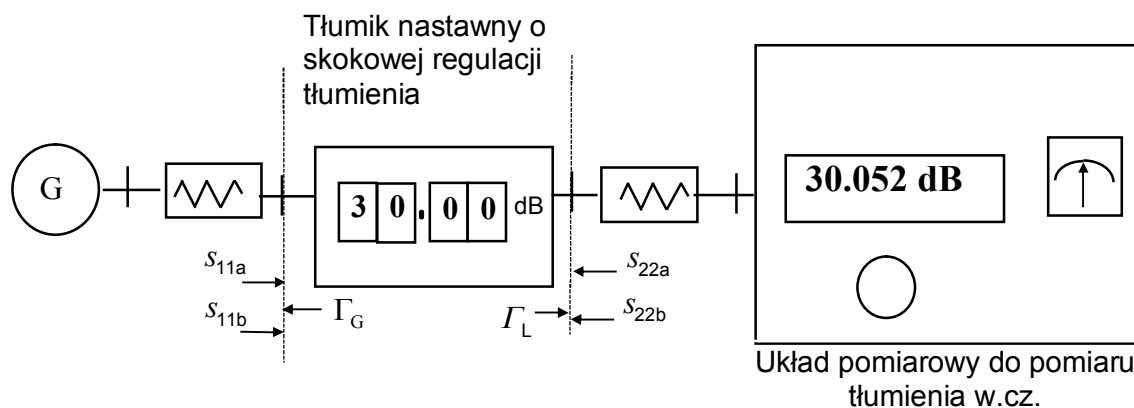 Tłumik nastawny o
skokowej regulacji
tłumienia
G
3 0 . 0 0 dB
30.052 dB
s11a
s22a
s11b
ΓG
ΓL
s22b
Układ pomiarowy do pomiaru
tłumienia w.cz.